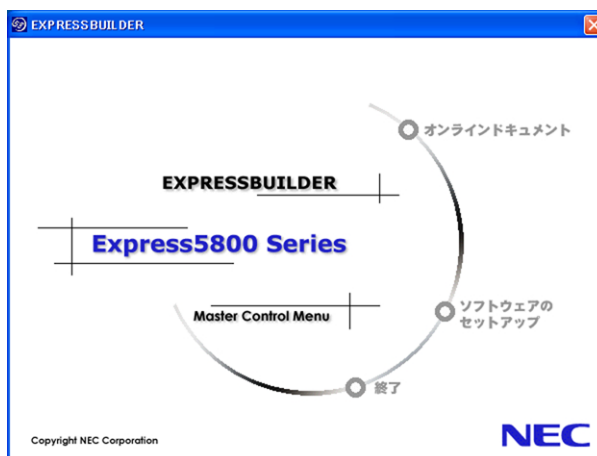 EXPRESSBUILDER
オンラインドキュメント
EXPRESSBUILDER
Express5800 Series
ソフトウェアの
セットアップ
Master Control Menu
終了
Copyright NEC Corporation
NEC